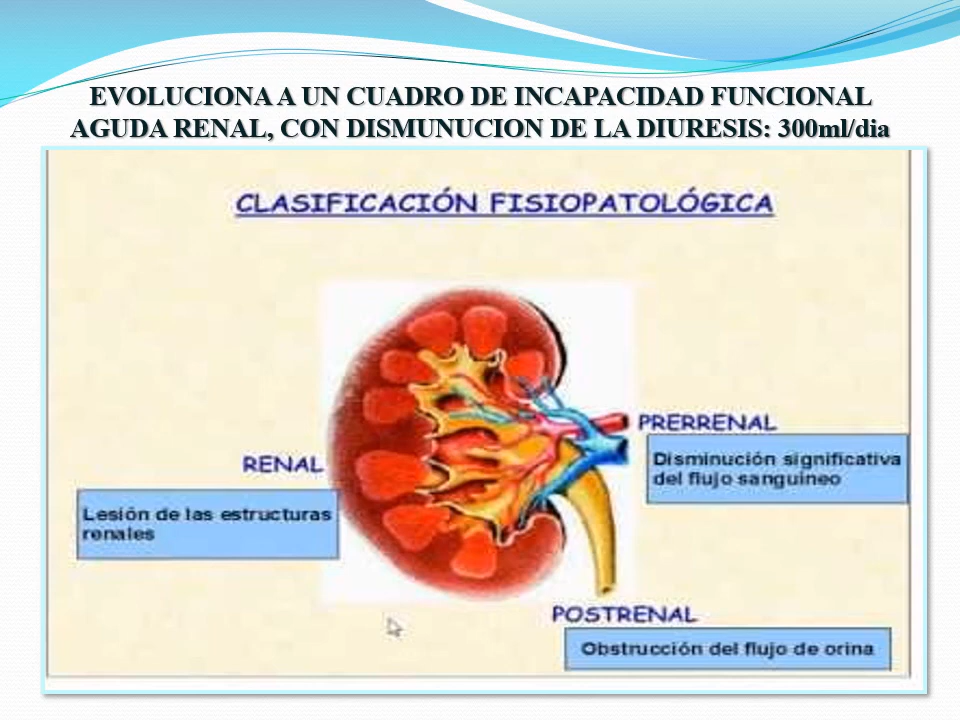 EVOLUCIONA A UN CUADRO DE INCAPACIDAD FUNCIONAL
AGUDA RENAL, CON DISMUNUCION DE LA DIURESIS: 300ml/dia
CLASIFICACIÓN FISIOPATOLÓGICA
PRERRENAL
Disminución significativa
del flujo sanguineo
RENAL
Lesión de las estructuras
renales
POSTRENAL
Obstrucción del flujo de orina